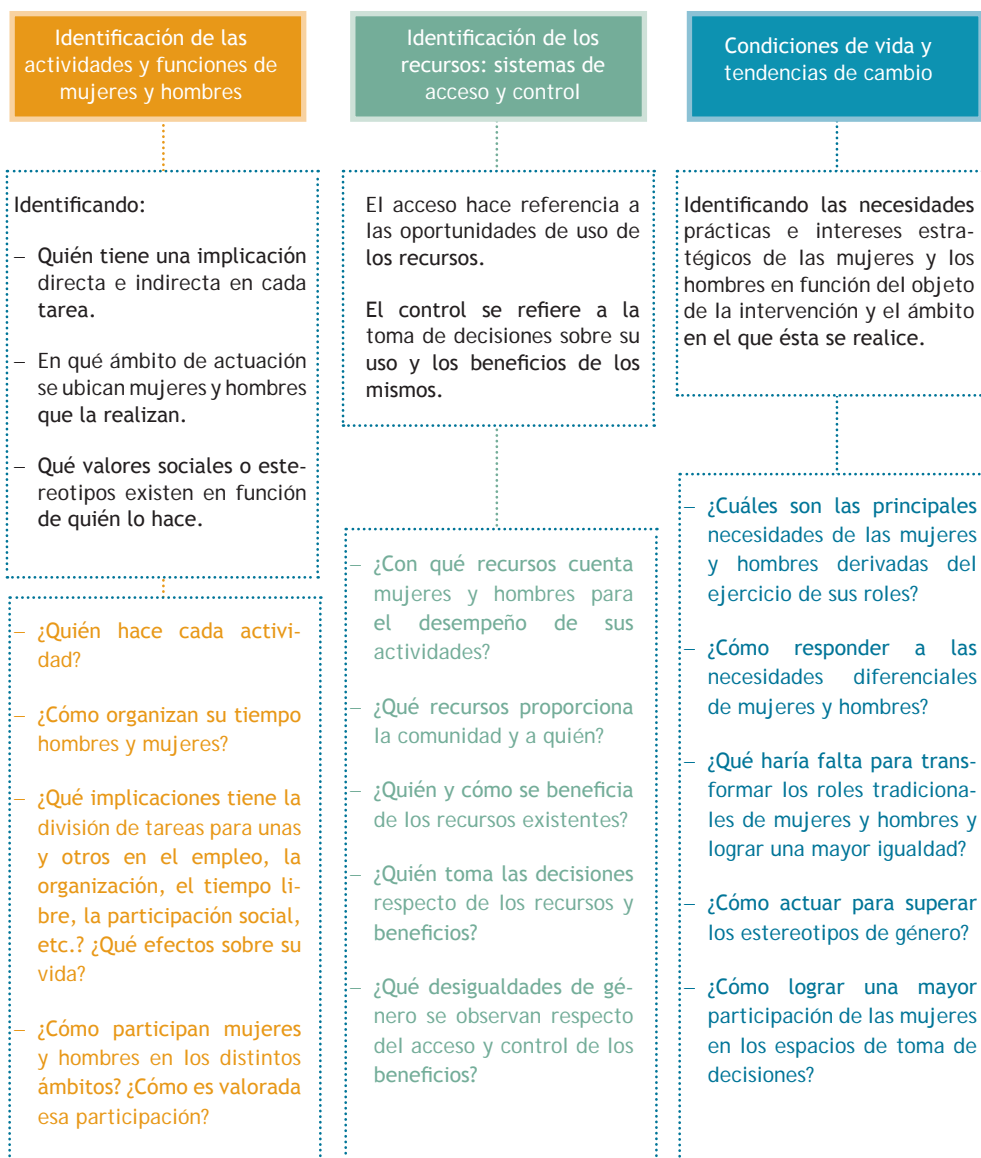 Identificación de las
actividades y funciones de
mujeres y hombres
Identificando:
– Quién tiene una implicación
directa e indirecta en cada
tarea.
– En qué ámbito de actuación
se ubican mujeres y hombres
que la realizan.
– Qué valores sociales o este-
reotipos existen en función
de quién lo hace.
– ¿Quién hace cada activi-
dad?
– ¿Cómo organizan su tiempo
hombres y mujeres?
– ¿Qué implicaciones tiene la
división de tareas para unas
y otros en el empleo, la
organización, el tiempo li-
bre, la participación social,
etc.? ¿Qué efectos sobre su
vida?
– ¿Cómo participan mujeres
y hombres en los distintos
ámbitos? ¿Cómo es valorada
esa participación?
Identificación de los
recursos: sistemas de
acceso y control
El acceso hace referencia a
las oportunidades de uso de
los recursos.
El control se refiere a la
toma de decisiones sobre su
uso y los beneficios de los
mismos.
– ¿Con qué recursos cuenta
mujeres y hombres para
el desempeño de sus
actividades?
– ¿Qué recursos proporciona
la comunidad y a quién?
– ¿Quién y cómo se beneficia
de los recursos existentes?
– ¿Quién toma las decisiones
respecto de los recursos y
beneficios?
– ¿Qué desigualdades de gé-
nero se observan respecto
del acceso y control de los
beneficios?
Condiciones de vida y
tendencias de cambio
Identificando las necesidades
prácticas e intereses estra-
tégicos de las mujeres y los
hombres en función del objeto
de la intervención y el ámbito
en el que ésta se realice.
– ¿Cuáles son las principales
necesidades de las mujeres
y hombres derivadas del
ejercicio de sus roles?
– ¿Cómo responder a las
necesidades diferenciales
de mujeres y hombres?
– ¿Qué haría falta para trans-
formar los roles tradiciona-
les de mujeres y hombres y
lograr una mayor igualdad?
– ¿Cómo actuar para superar
los estereotipos de género?
– ¿Cómo lograr una mayor
participación de las mujeres
en los espacios de toma de
decisiones?